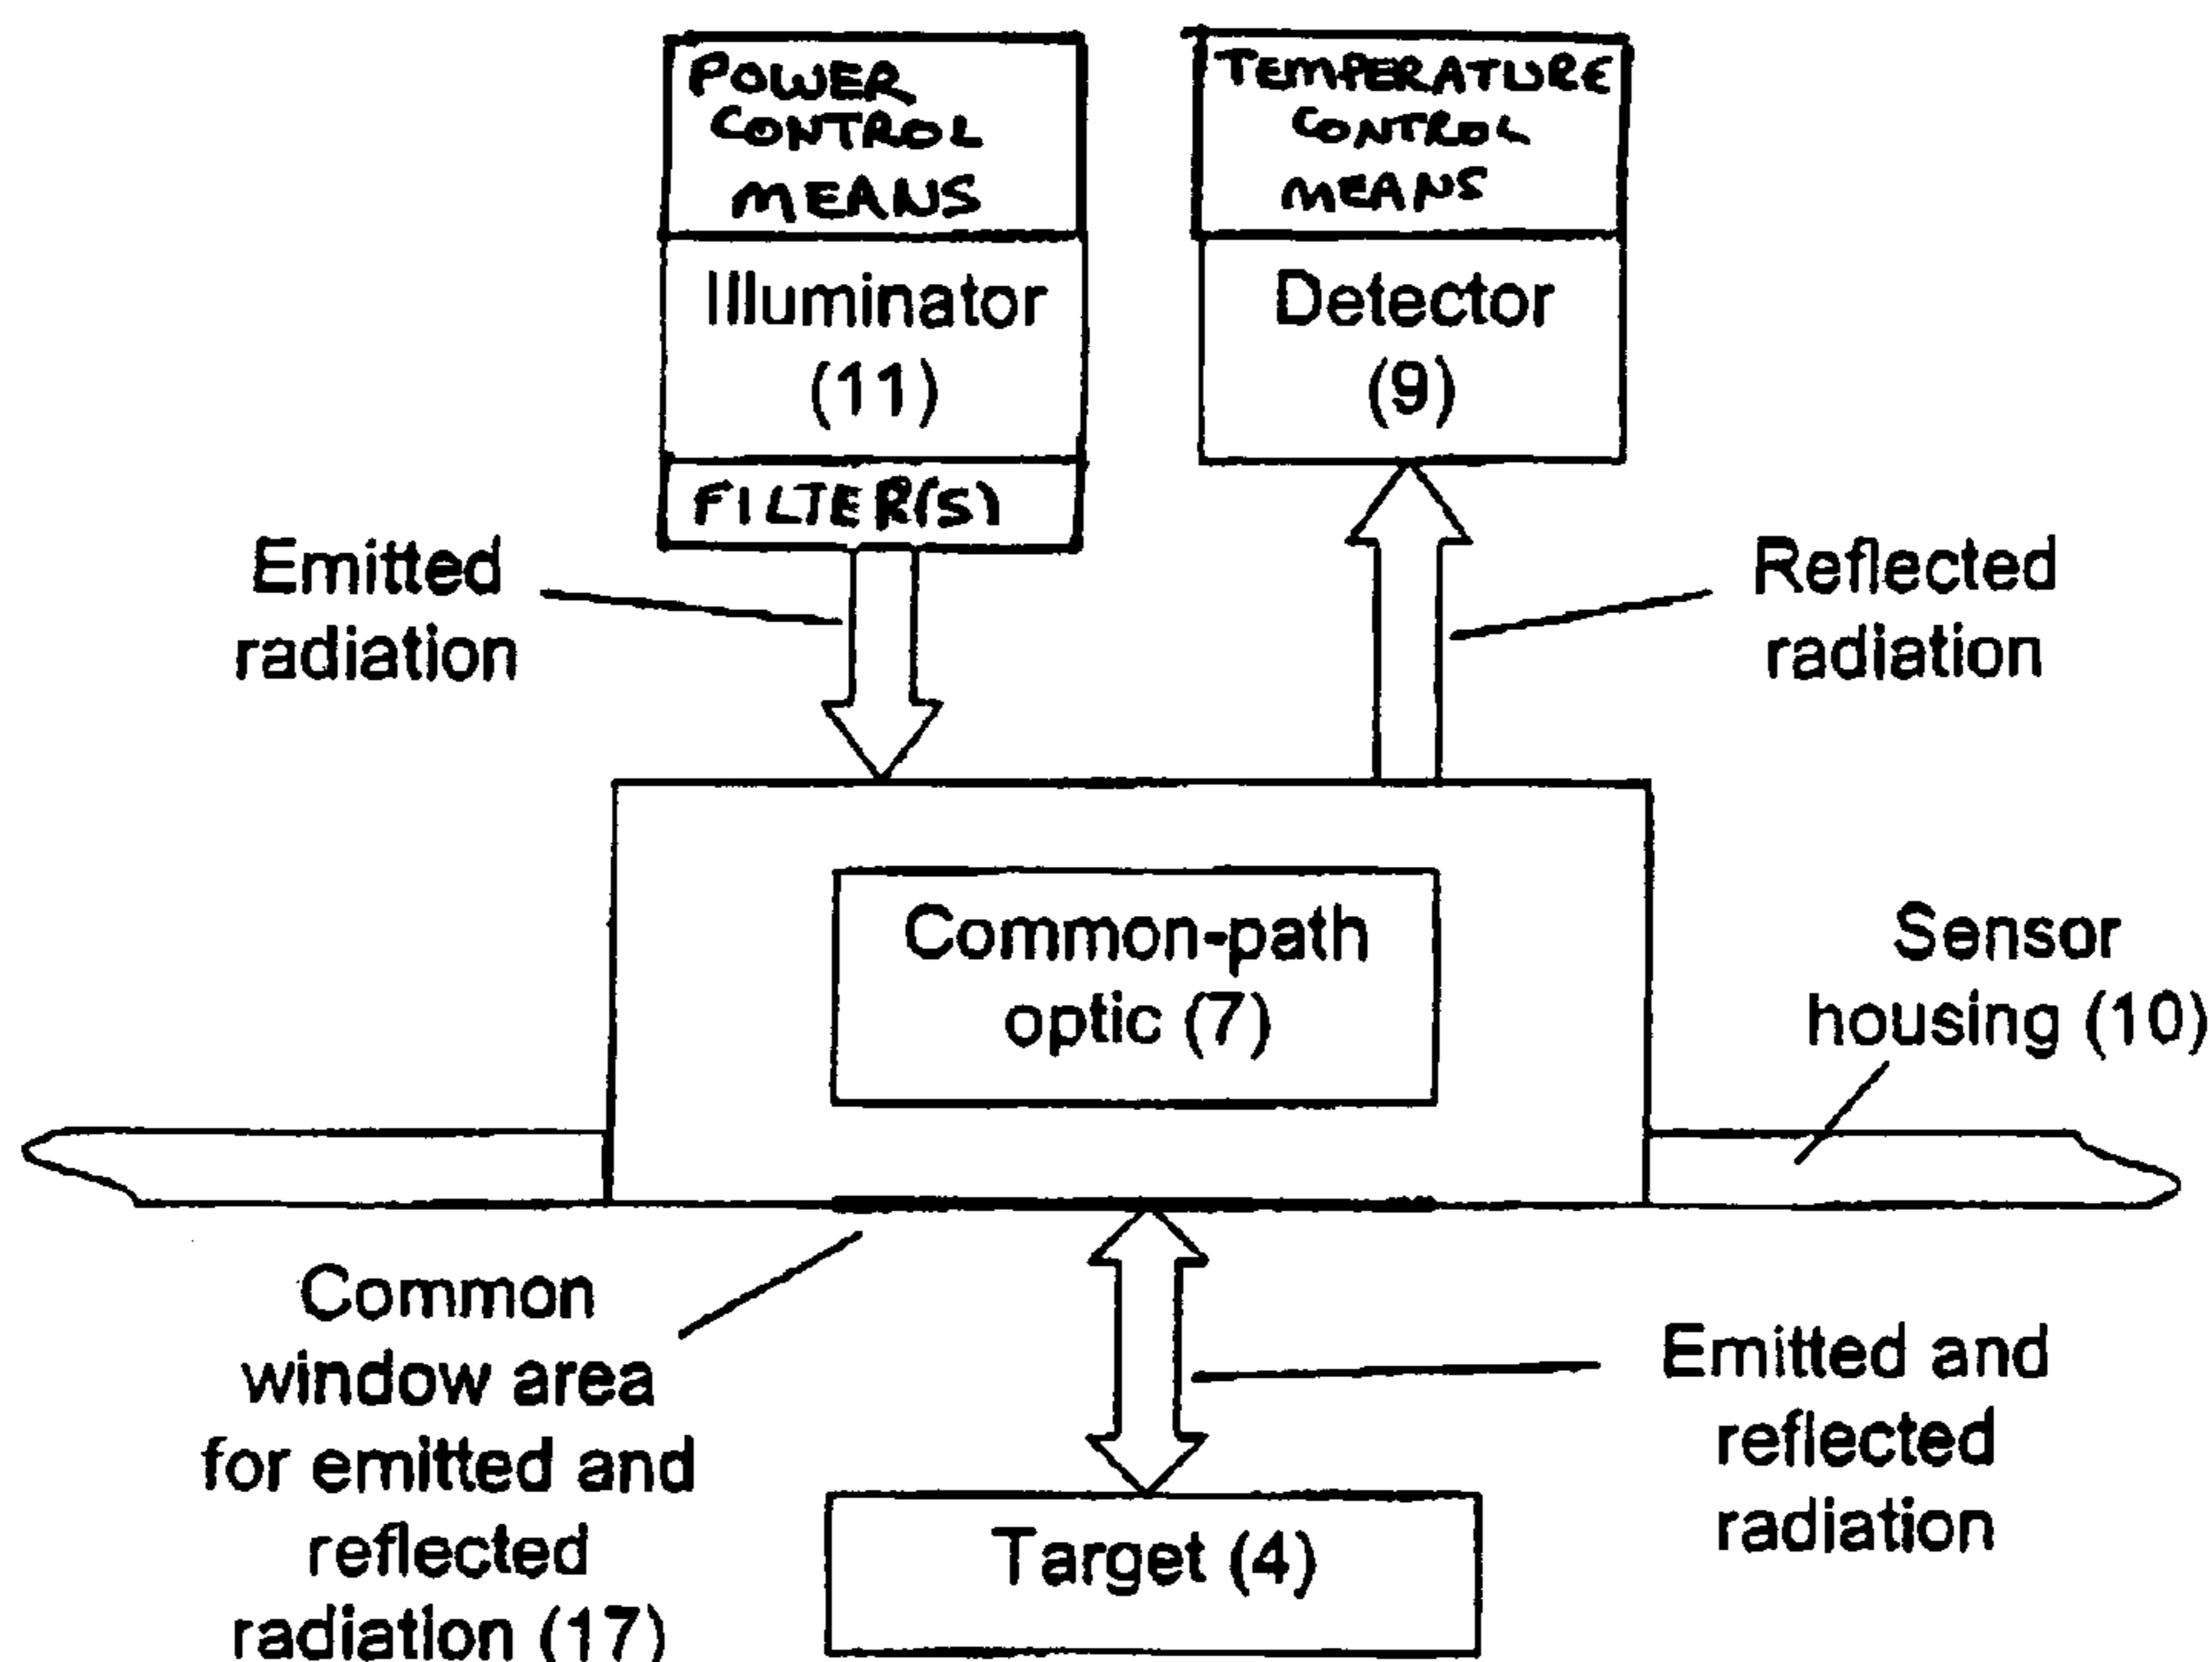 POWER
CONTROL
MEANS
TEMPERATURE
CONTROL
MEANS
Illuminator
(11)
Detector
(9)
FILTER(S)
Emitted
radiation
Reflected
radiation
Common-path
optic (7)
Sensor
housing (10)
Common
window area
for emitted and
reflected
radiation (17)
Emitted and
reflected
radiation
Target (4)